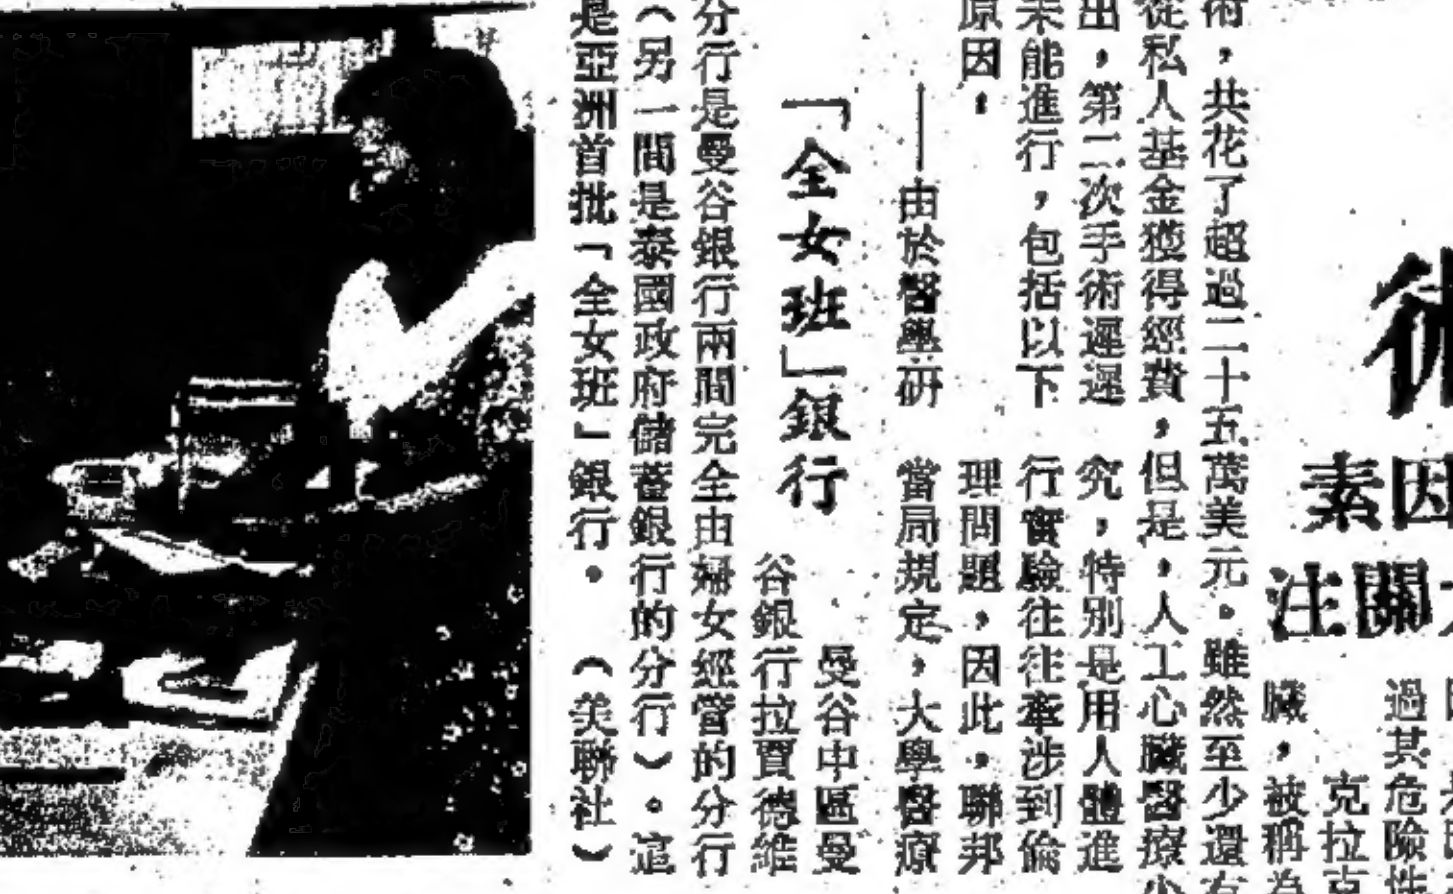 素因
注關
過其危險性
克拉克
臟，被稱為
術，共花了超過二十五萬美元。雖然至少還有
從私人基金獲得經費，但是，人工心臟醫療小
出，第二次手術遲遲
未能進行，包括以下
原因：
——由於醫學研
究，特別是用人體進
行實驗往往牽涉到倫
理問題，因此，聯邦
當局規定，大學醫療
「全女班」銀行
曼谷中區曼
谷銀行拉賈德維
分行是曼谷銀行兩間完全由婦女經管的分行
（另一間是泰國政府儲蓄銀行的分行）。這
是亞洲首批「全女班」銀行。（美聯社）